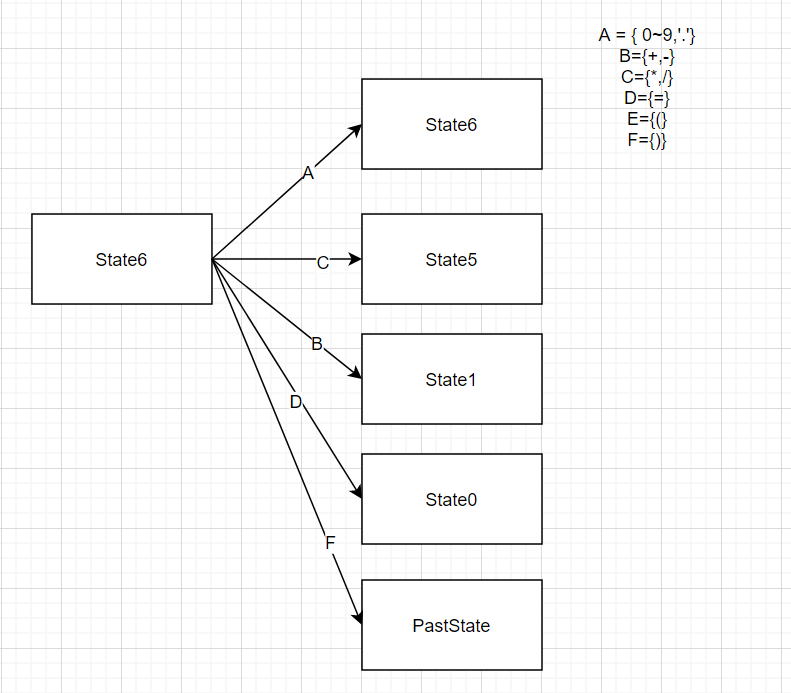 A = { 0~9,'.'}
B={+,-}
C={*,/}
D={=}
E={(}
F={)}
State6
A
State6
C
State5
B
State1
D
State0
F
PastState